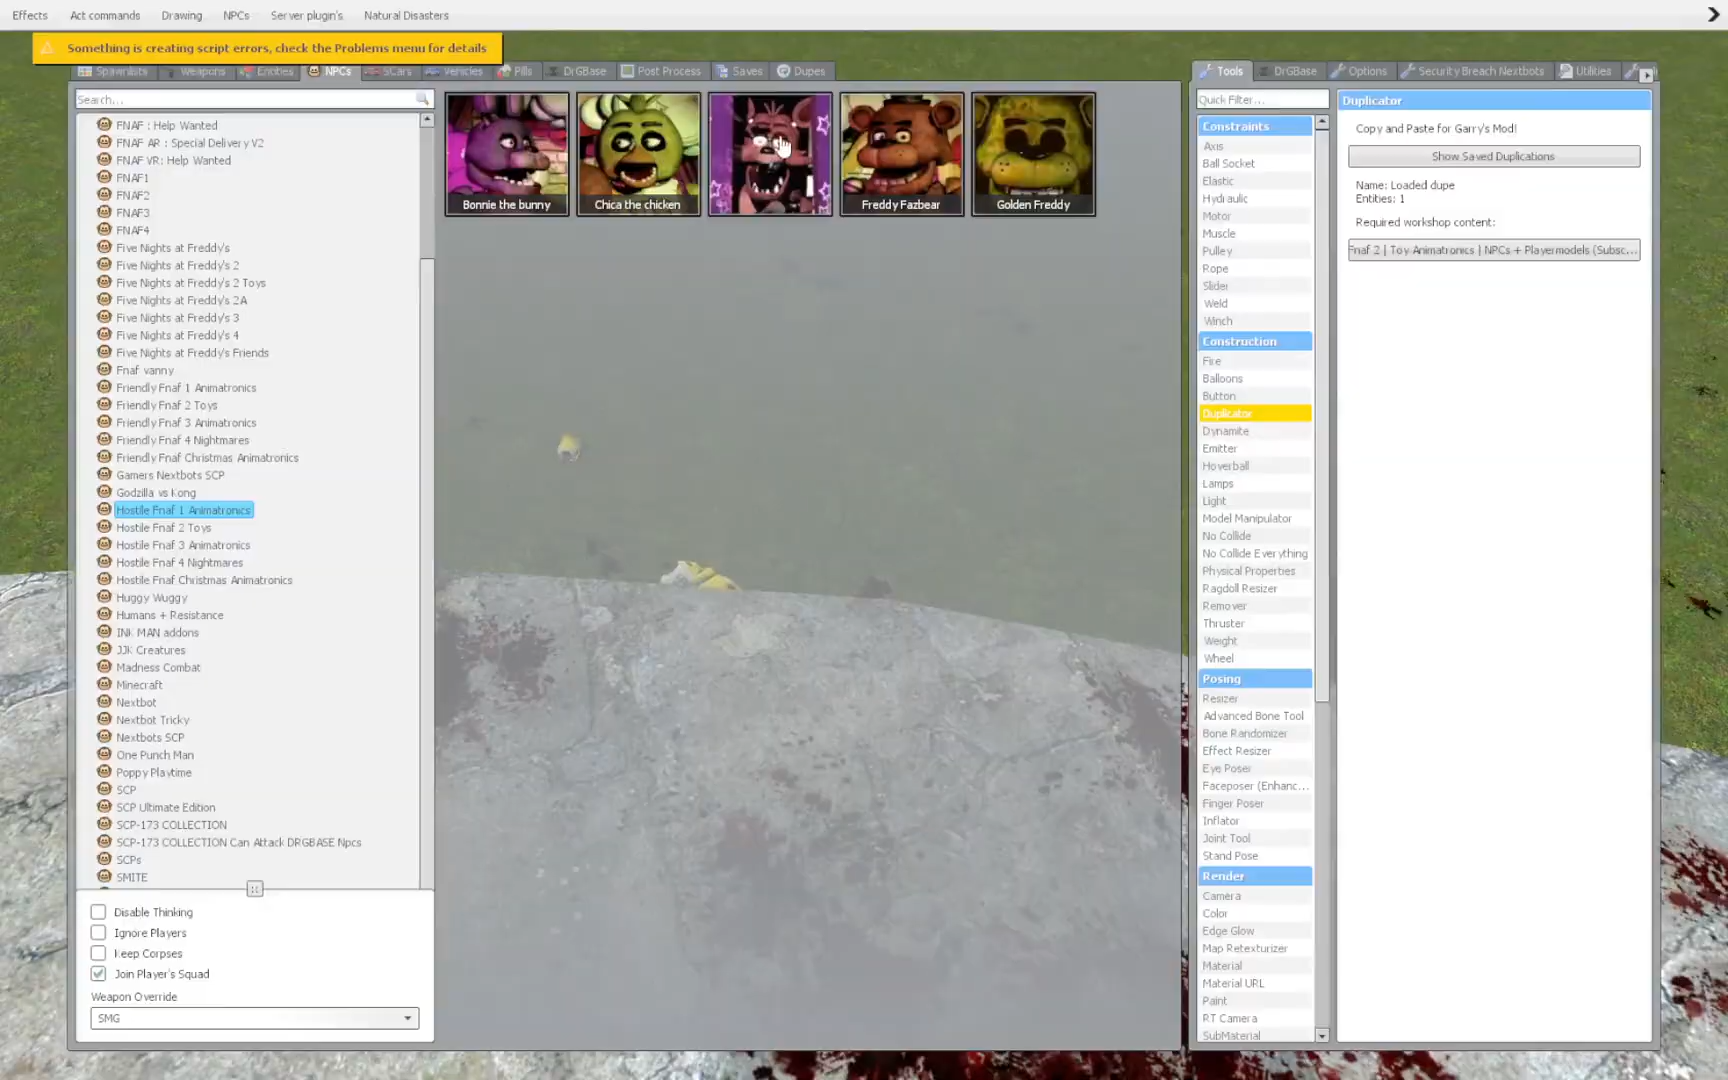 Effects Act commands Drawing NPCs Server plugin's Natural Disasters
Something is creating script errors, check the Problems menu for details
Spawnlists Weapons Entities NPCs SCars Vehicles Pills DrGBase Post Process Saves Dupes
Search...
FNAF : Help Wanted
FNAF AR : Special Delivery V2
FNAF VR: Help Wanted
FNAF1
FNAF2
FNAF3
FNAF4
Five Nights at Freddy's
Five Nights at Freddy's 2
Five Nights at Freddy's 2 Toys
Five Nights at Freddy's 2A
Five Nights at Freddy's 3
Five Nights at Freddy's 4
Five Nights at Freddy's Friends
Fnaf vanny
Friendly Fnaf 1 Animatronics
Friendly Fnaf 2 Toys
Friendly Fnaf 3 Animatronics
Friendly Fnaf 4 Nightmares
Friendly Fnaf Christmas Animatronics
Gamers Nextbots SCP
Godzilla vs Kong
Hostile Fnaf 1 Animatronics
Hostile Fnaf 2 Toys
Hostile Fnaf 3 Animatronics
Hostile Fnaf 4 Nightmares
Hostile Fnaf Christmas Animatronics
Huggy Wuggy
Humans + Resistance
INK MAN addons
JJK Creatures
Madness Combat
Minecraft
Nextbot
Nextbot Tricky
Nextbots SCP
One Punch Man
Poppy Playtime
SCP
SCP Ultimate Edition
SCP-173 COLLECTION
SCP-173 COLLECTION Can Attack DRGBASE Npcs
SCPs
SMITE
Disable Thinking
Ignore Players
Keep Corpses
Join Player's Squad
Weapon Override
SMG
Bonnie the bunny
Chica the chicken
Freddy Fazbear
Golden Freddy
Tools DrGBase Options Security Breach Nextbots Utilities
Quick Filter...
Constraints
Axis
Ball Socket
Elastic
Hydraulic
Motor
Muscle
Pulley
Rope
Slider
Weld
Winch
Construction
Fire
Balloons
Button
Duplicator
Dynamite
Emitter
Hoverball
Lamps
Light
Model Manipulator
No Collide
No Collide Everything
Physical Properties
Ragdoll Resizer
Remover
Thruster
Weight
Wheel
Posing
Resizer
Advanced Bone Tool
Bone Randomizer
Effect Resizer
Eye Poser
Faceposer (Enhanc...
Finger Poser
Inflator
Joint Tool
Stand Pose
Render
Camera
Color
Edge Glow
Map Retexturizer
Material
Material URL
Paint
RT Camera
SubMaterial
Duplicator
Copy and Paste for Garry's Mod!
Show Saved Duplications
Name: Loaded dupe
Entities: 1
Required workshop content:
Fnaf 2 | Toy Animatronics | NPCs + Playermodels (Subsc...